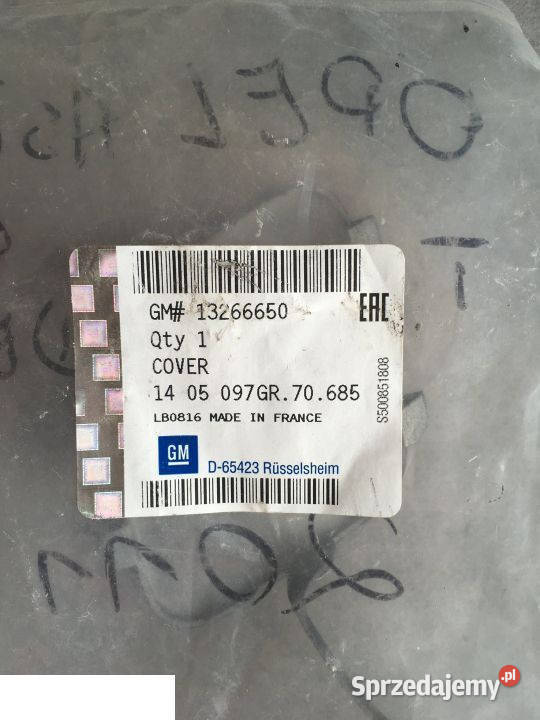 OPEL
GM# 13266650
EAC
Qty 1
COVER
14 05 097GR.70.685
LB0816 MADE IN FRANCE
S500851808
GM
D-65423 Rüsselsheim
2011
Sprzedajemy.pl